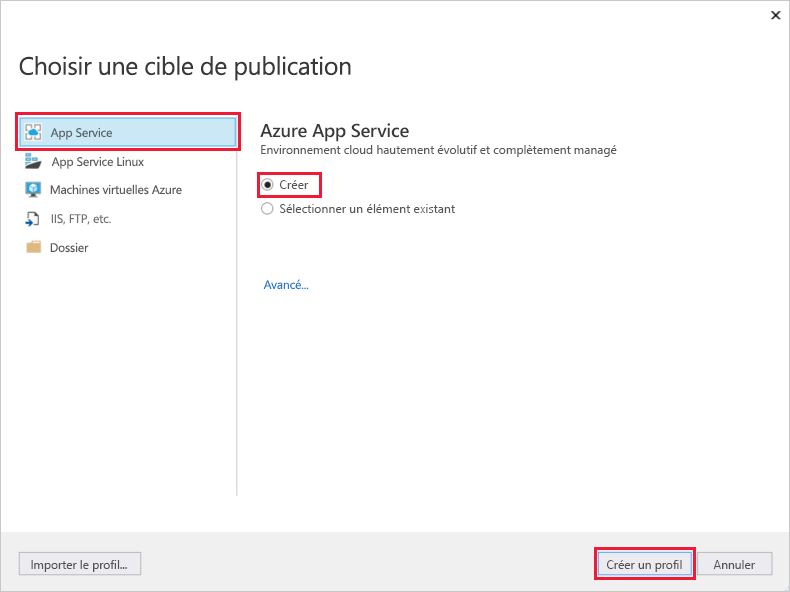 Choisir une cible de publication
App Service
App Service Linux
Machines virtuelles Azure
IIS, FTP, etc.
Dossier
Azure App Service
Environnement cloud hautement évolutif et complètement managé
Créer
Sélectionner un élément existant
Avancé...
Importer le profil...
Créer un profil
Annuler